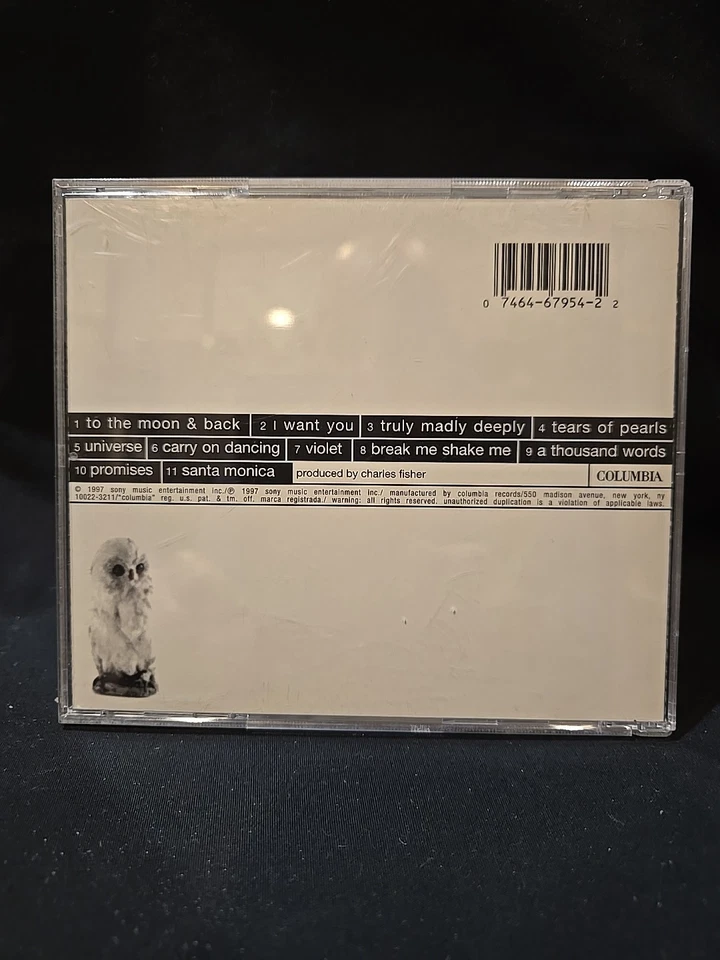 0 7464-67954-2 2
1 to the moon & back 2 I want you 3 truly madly deeply 4 tears of pearls
5 universe 6 carry on dancing 7 violet 8 break me shake me 9 a thousand words
10 promises 11 santa monica produced by charles fisher COLUMBIA
© 1997 sony music entertainment inc./℗ 1997 sony music entertainment inc./ manufactured by columbia records/550 madison avenue, new york, ny
10022-3211/"columbia" reg. u.s. pat. & tm. off. marca registrada./ warning: all rights reserved. unauthorized duplication is a violation of applicable laws.